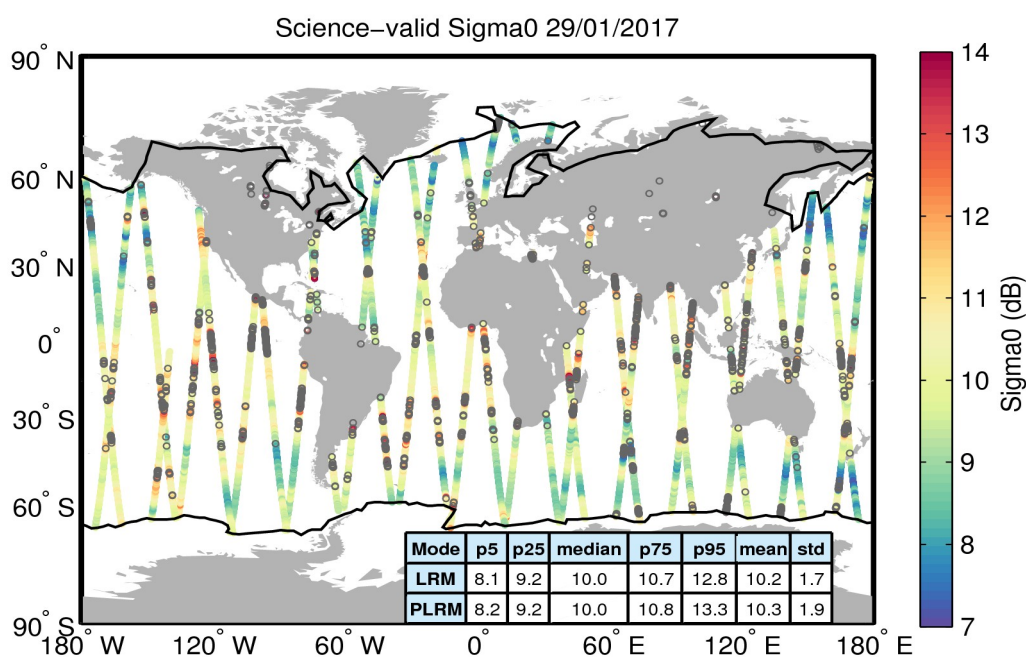 Science−valid Sigma0 29/01/2017
90° N
60° N
30° N
0°
30° S
60° S
90° S
180° W
120° W
60° W
0°
60° E
120° E
180° E
14
13
12
11
10
9
8
7
Sigma0 (dB)
Mode p5 p25 median p75 p95 mean std
LRM 8.1 9.2 10.0 10.7 12.8 10.2 1.7
PLRM 8.2 9.2 10.0 10.8 13.3 10.3 1.9